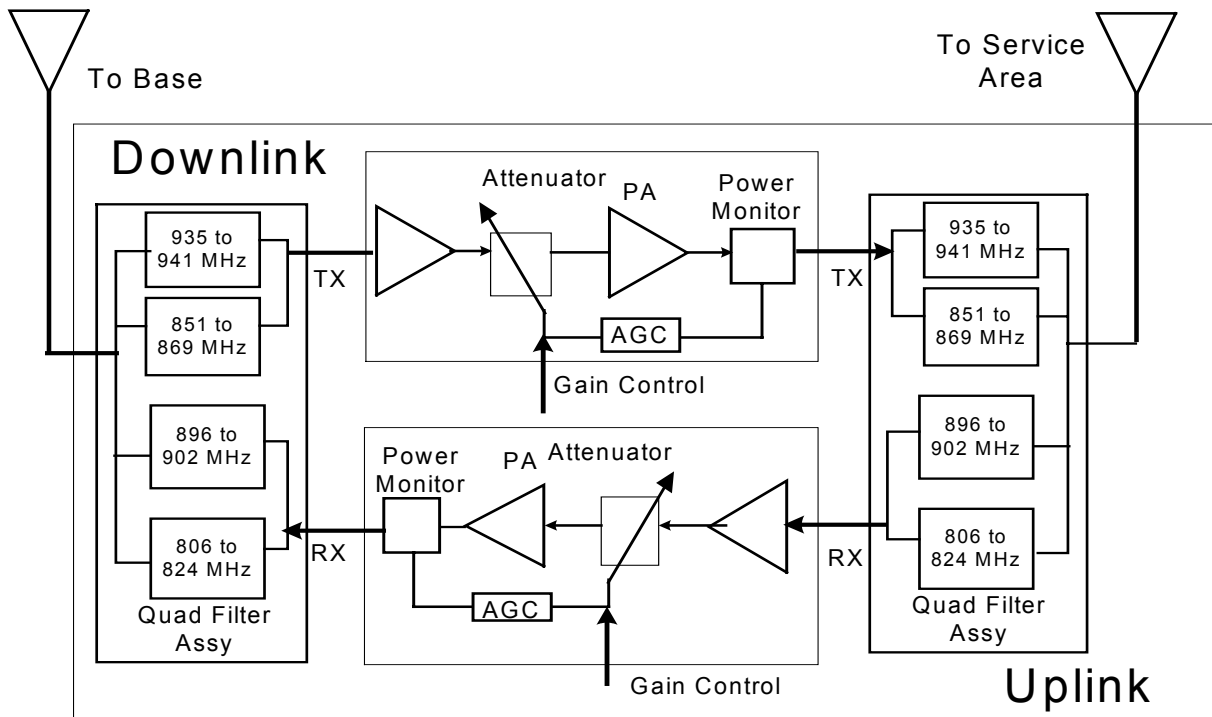 To Base
To Service
Area
Downlink
Attenuator
PA
Power
Monitor
935 to
941 MHz
TX
TX
935 to
941 MHz
851 to
869 MHz
AGC
851 to
869 MHz
Gain Control
896 to
902 MHz
Power
Monitor
PA
Attenuator
896 to
902 MHz
806 to
824 MHz
RX
RX
806 to
824 MHz
AGC
Quad Filter
Assy
Quad Filter
Assy
Gain Control
Uplink